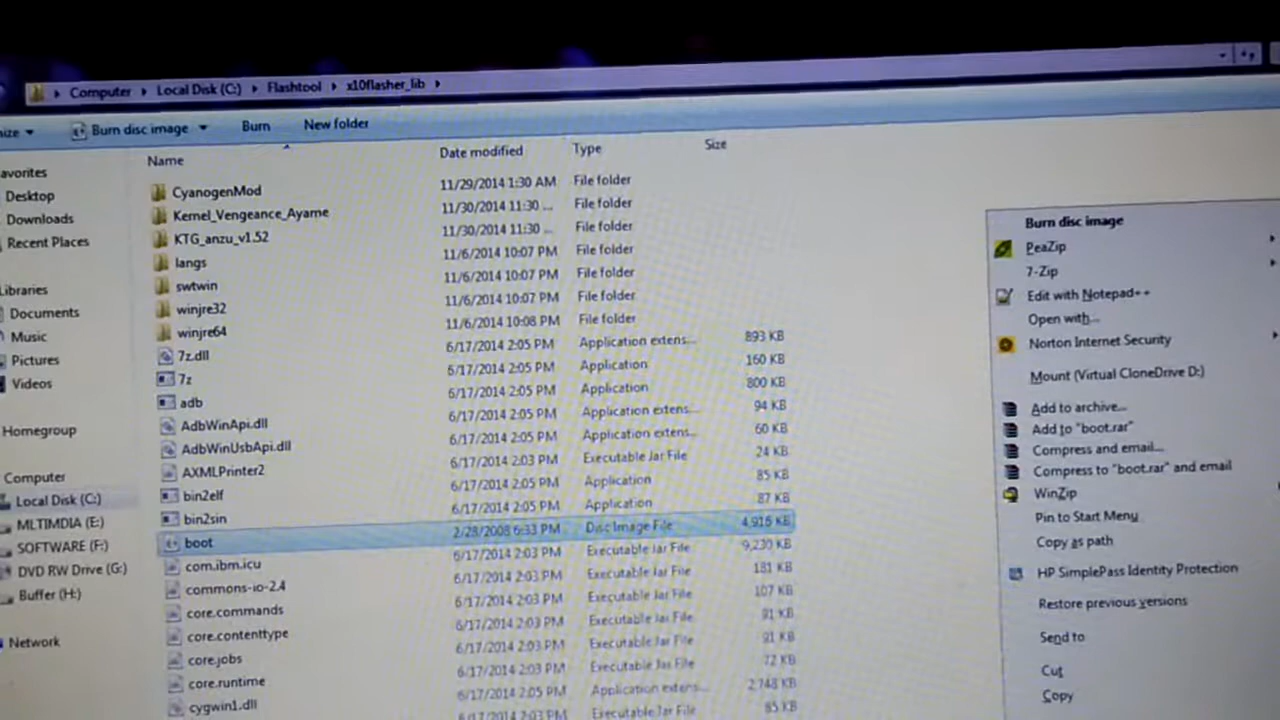 Computer ▸ Local Disk (C:) ▸ Flashtool ▸ x10flasher_lib ▸
nize Burn disc image Burn New folder
Name Date modified Type Size
avorites
Desktop
Downloads
Recent Places
Libraries
Documents
Music
Pictures
Videos
Homegroup
Computer
Local Disk (C:)
MLTIMDIA (E:)
SOFTWARE (F:)
DVD RW Drive (G:)
Buffer (H:)
Network
CyanogenMod 11/29/2014 1:30 AM File folder
Kernel_Vengeance_Ayame 11/30/2014 11:30 ... File folder
KTG_anzu_v1.52 11/30/2014 11:30 ... File folder
langs 11/6/2014 10:07 PM File folder
swtwin 11/6/2014 10:07 PM File folder
winjre32 11/6/2014 10:07 PM File folder
winjre64 11/6/2014 10:08 PM File folder
7z.dll 6/17/2014 2:05 PM Application extens... 893 KB
7z 6/17/2014 2:05 PM Application 160 KB
adb 6/17/2014 2:05 PM Application 800 KB
AdbWinApi.dll 6/17/2014 2:05 PM Application extens... 94 KB
AdbWinUsbApi.dll 6/17/2014 2:05 PM Application extens... 60 KB
AXMLPrinter2 6/17/2014 2:03 PM Executable Jar File 24 KB
bin2elf 6/17/2014 2:05 PM Application 85 KB
bin2sin 6/17/2014 2:05 PM Application 87 KB
boot 2/28/2008 6:33 PM Disc Image File 4,916 KB
com.ibm.icu 6/17/2014 2:03 PM Executable Jar File 9,230 KB
commons-io-2.4 6/17/2014 2:03 PM Executable Jar File 181 KB
core.commands 6/17/2014 2:03 PM Executable Jar File 107 KB
core.contenttype 6/17/2014 2:03 PM Executable Jar File 91 KB
core.jobs 6/17/2014 2:03 PM Executable Jar File 91 KB
core.runtime 6/17/2014 2:03 PM Executable Jar File 72 KB
cygwin1.dll 6/17/2014 2:05 PM Application extens... 2,748 KB
6/17/2014 2:03 PM Executable Jar File 85 KB
Burn disc image
PeaZip
7-Zip
Edit with Notepad++
Open with...
Norton Internet Security
Mount (Virtual CloneDrive D:)
Add to archive...
Add to "boot.rar"
Compress and email...
Compress to "boot.rar" and email
WinZip
Pin to Start Menu
Copy as path
HP SimplePass Identity Protection
Restore previous versions
Send to
Cut
Copy